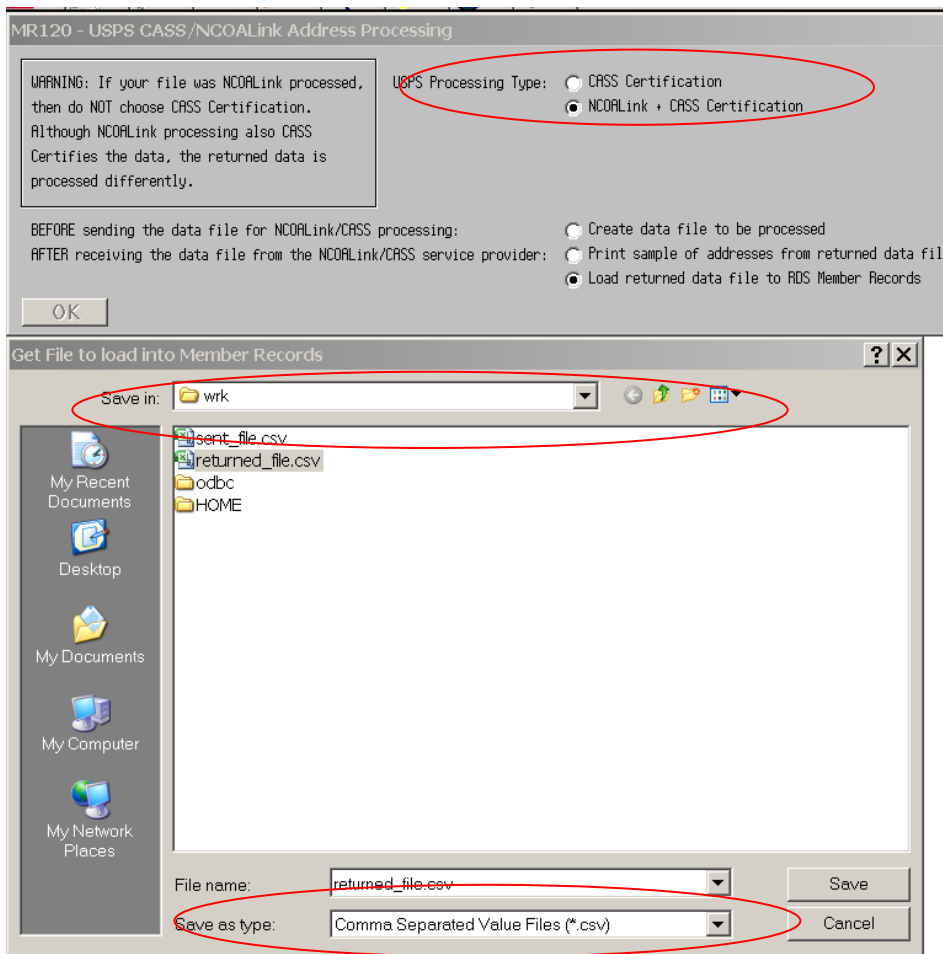 MR120 - USPS CASS/NCOALink Address Processing
WARNING: If your file was NCOALink processed,
then do NOT choose CASS Certification.
Although NCOALink processing also CASS
Certifies the data, the returned data is
processed differently.
USPS Processing Type:
CASS Certification
NCOALink + CASS Certification
BEFORE sending the data file for NCOALink/CASS processing:
Create data file to be processed
AFTER receiving the data file from the NCOALink/CASS service provider:
Print sample of addresses from returned data fil
Load returned data file to RDS Member Records
OK
Get File to load into Member Records
? X
Save in:
wrk
sent_file.csv
returned_file.csv
odbc
HOME
My Recent
Documents
Desktop
My Documents
My Computer
My Network
Places
File name:
returned_file.csv
Save
Save as type:
Comma Separated Value Files (*.csv)
Cancel